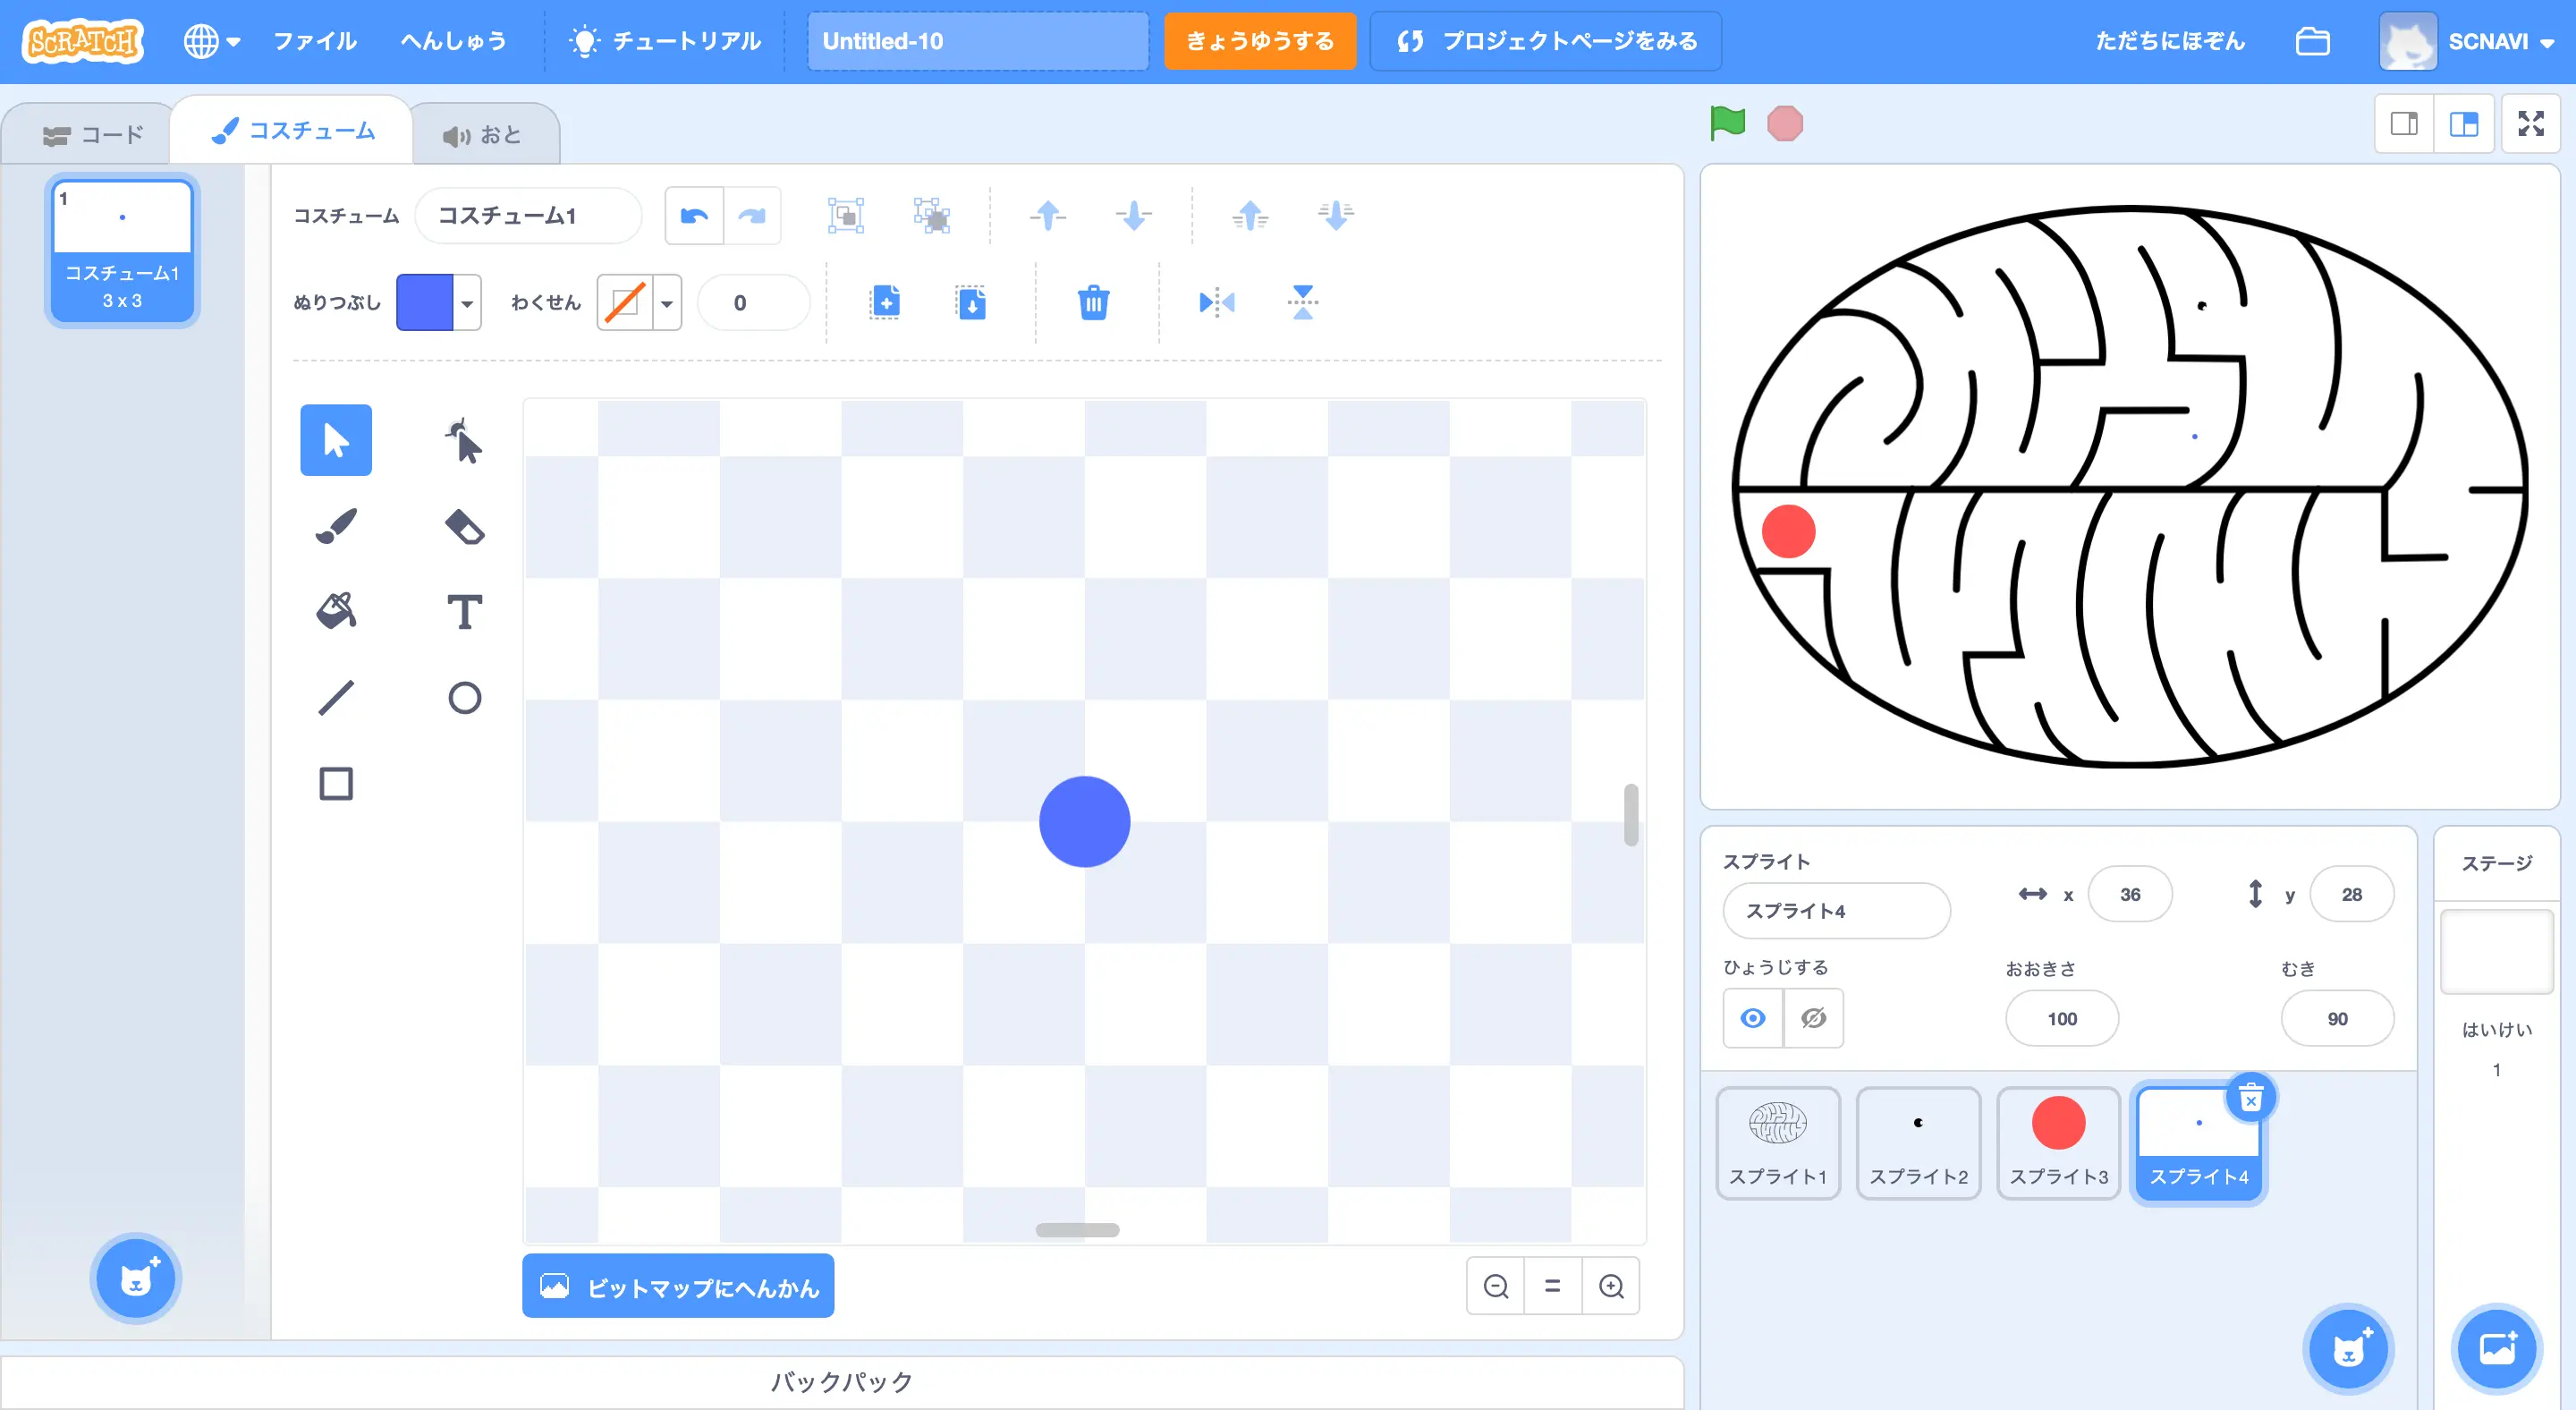 SCRATCH
ファイル
へんしゅう
チュートリアル
Untitled-10
きょうゆうする
プロジェクトページをみる
ただちにほぞん
SCNAVI
コード
コスチューム
おと
1
コスチューム1
3 x 3
コスチューム
コスチューム1
ぬりつぶし
わくせん
0
ビットマップにへんかん
バックパック
スプライト
スプライト4
x
36
y
28
ひょうじする
おおきさ
100
むき
90
スプライト1
スプライト2
スプライト3
スプライト4
ステージ
はいけい
1